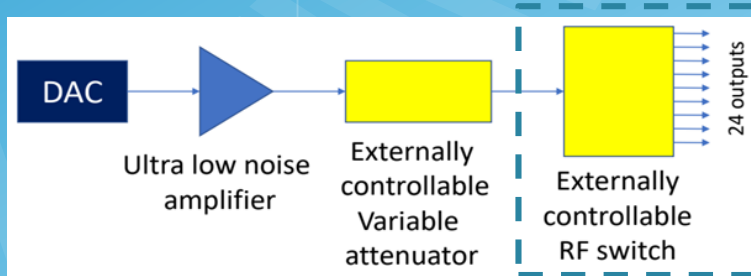 DAC
Ultra low noise
amplifier
Externally
controllable
Variable
attenuator
Externally
controllable
RF switch
24 outputs